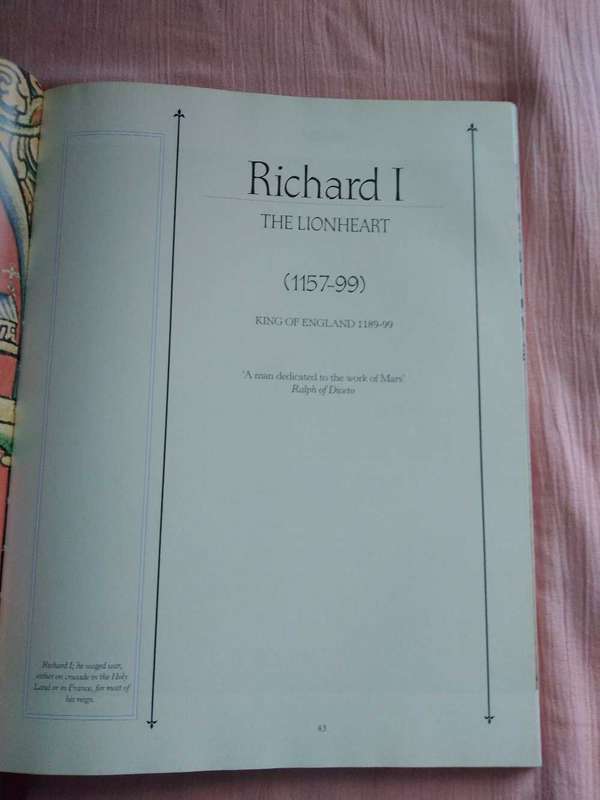 Richard I
THE LIONHEART
(1157-99)
KING OF ENGLAND 1189-99
'A man dedicated to the work of Mars'
Ralph of Diceto
Richard I; he waged war,
either on crusade in the Holy
Land or in France, for most of
his reign.
43